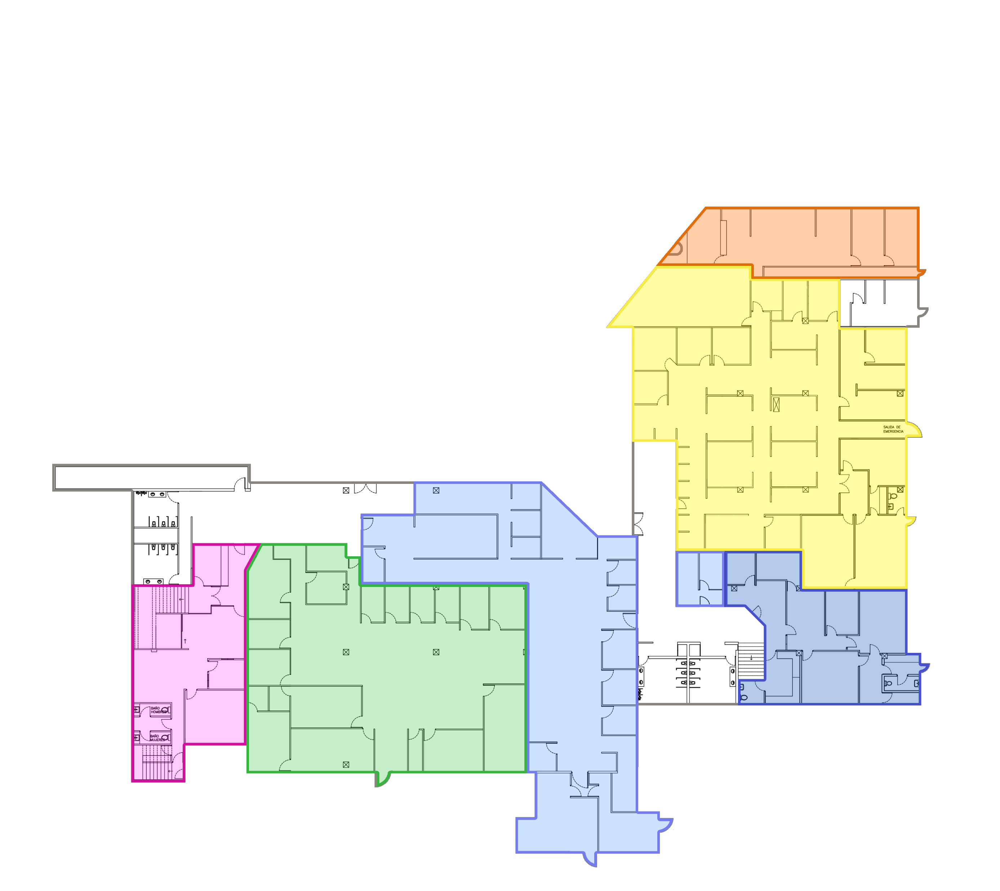 SALIDA DE
EMERGENCIA
BAÑO
HOMBRES
BAÑO
MUJERES